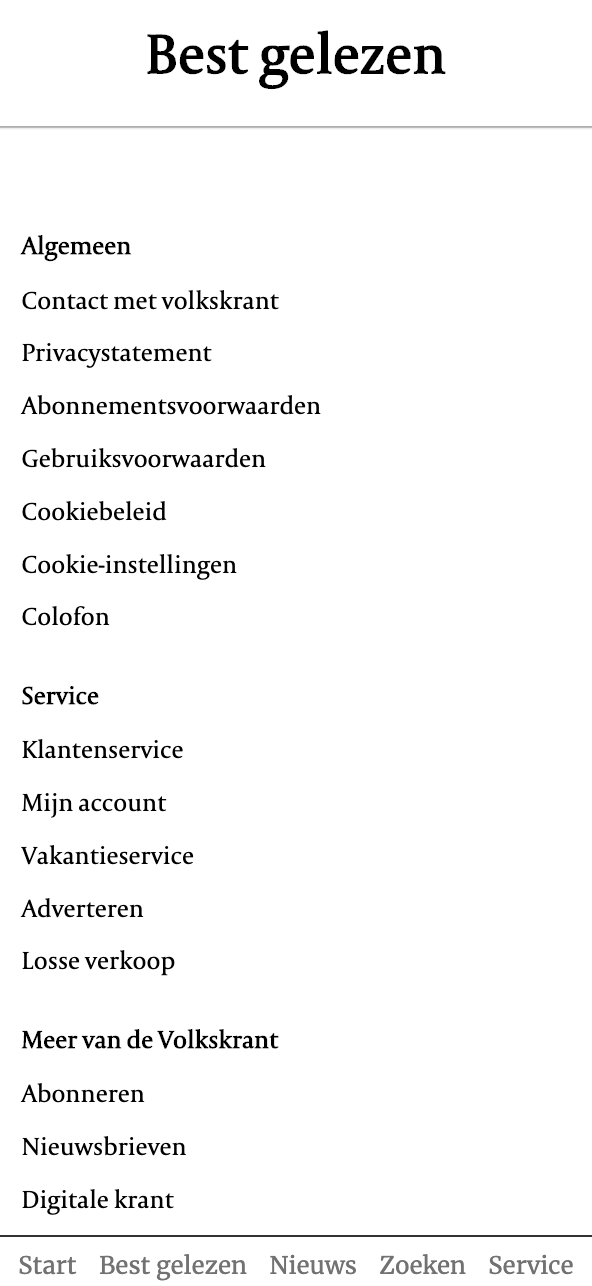 Best gelezen
Algemeen
Contact met volkskrant
Privacystatement
Abonnementsvoorwaarden
Gebruiksvoorwaarden
Cookiebeleid
Cookie-instellingen
Colofon
Service
Klantenservice
Mijn account
Vakantieservice
Adverteren
Losse verkoop
Meer van de Volkskrant
Abonneren
Nieuwsbrieven
Digitale krant
Start Best gelezen Nieuws Zoeken Service